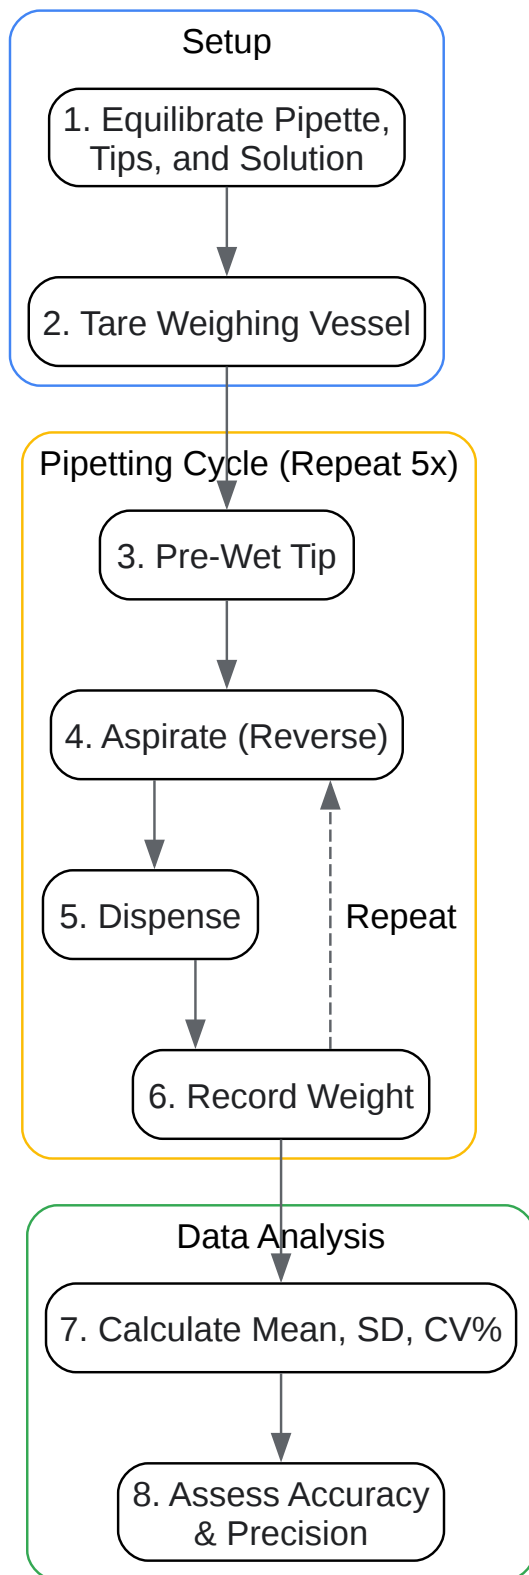 Setup
1. Equilibrate Pipette,
Tips, and Solution
2. Tare Weighing Vessel
Pipetting Cycle (Repeat 5x)
3. Pre-Wet Tip
4. Aspirate (Reverse)
5. Dispense
Repeat
6. Record Weight
Data Analysis
7. Calculate Mean, SD, CV%
8. Assess Accuracy
& Precision